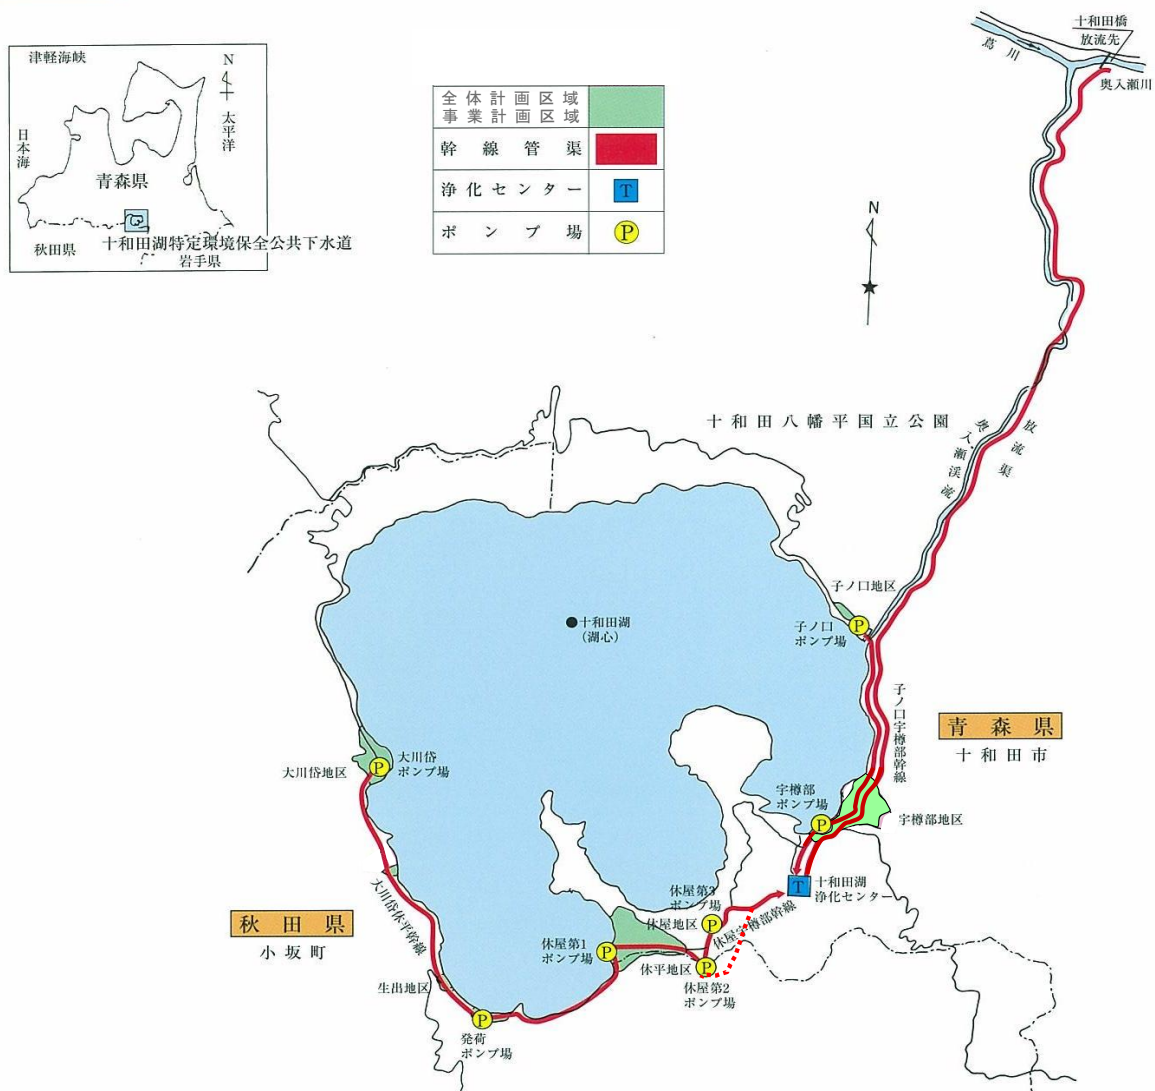 津軽海峡
N
太平洋
日本海
青森県
秋田県
十和田湖特定環境保全公共下水道
岩手県
全体計画区域
事業計画区域
幹線管渠
浄化センター
T
ポンプ場
P
十和田橋
放流先
蔦川
奥入瀬川
N
十和田八幡平国立公園
放流渠
奥入瀬渓流
子ノ口地区
P
子ノ口
ポンプ場
十和田湖
(湖心)
子ノ口宇樽部幹線
青森県
十和田市
大川岱
ポンプ場
P
大川岱地区
宇樽部
ポンプ場
P
宇樽部地区
T
十和田湖
浄化センター
大川岱休平幹線
秋田県
小坂町
休屋第3
ポンプ場
P
休屋地区
休屋宇樽部幹線
休屋第1
ポンプ場
P
休平地区
P
休屋第2
ポンプ場
生出地区
P
発荷
ポンプ場